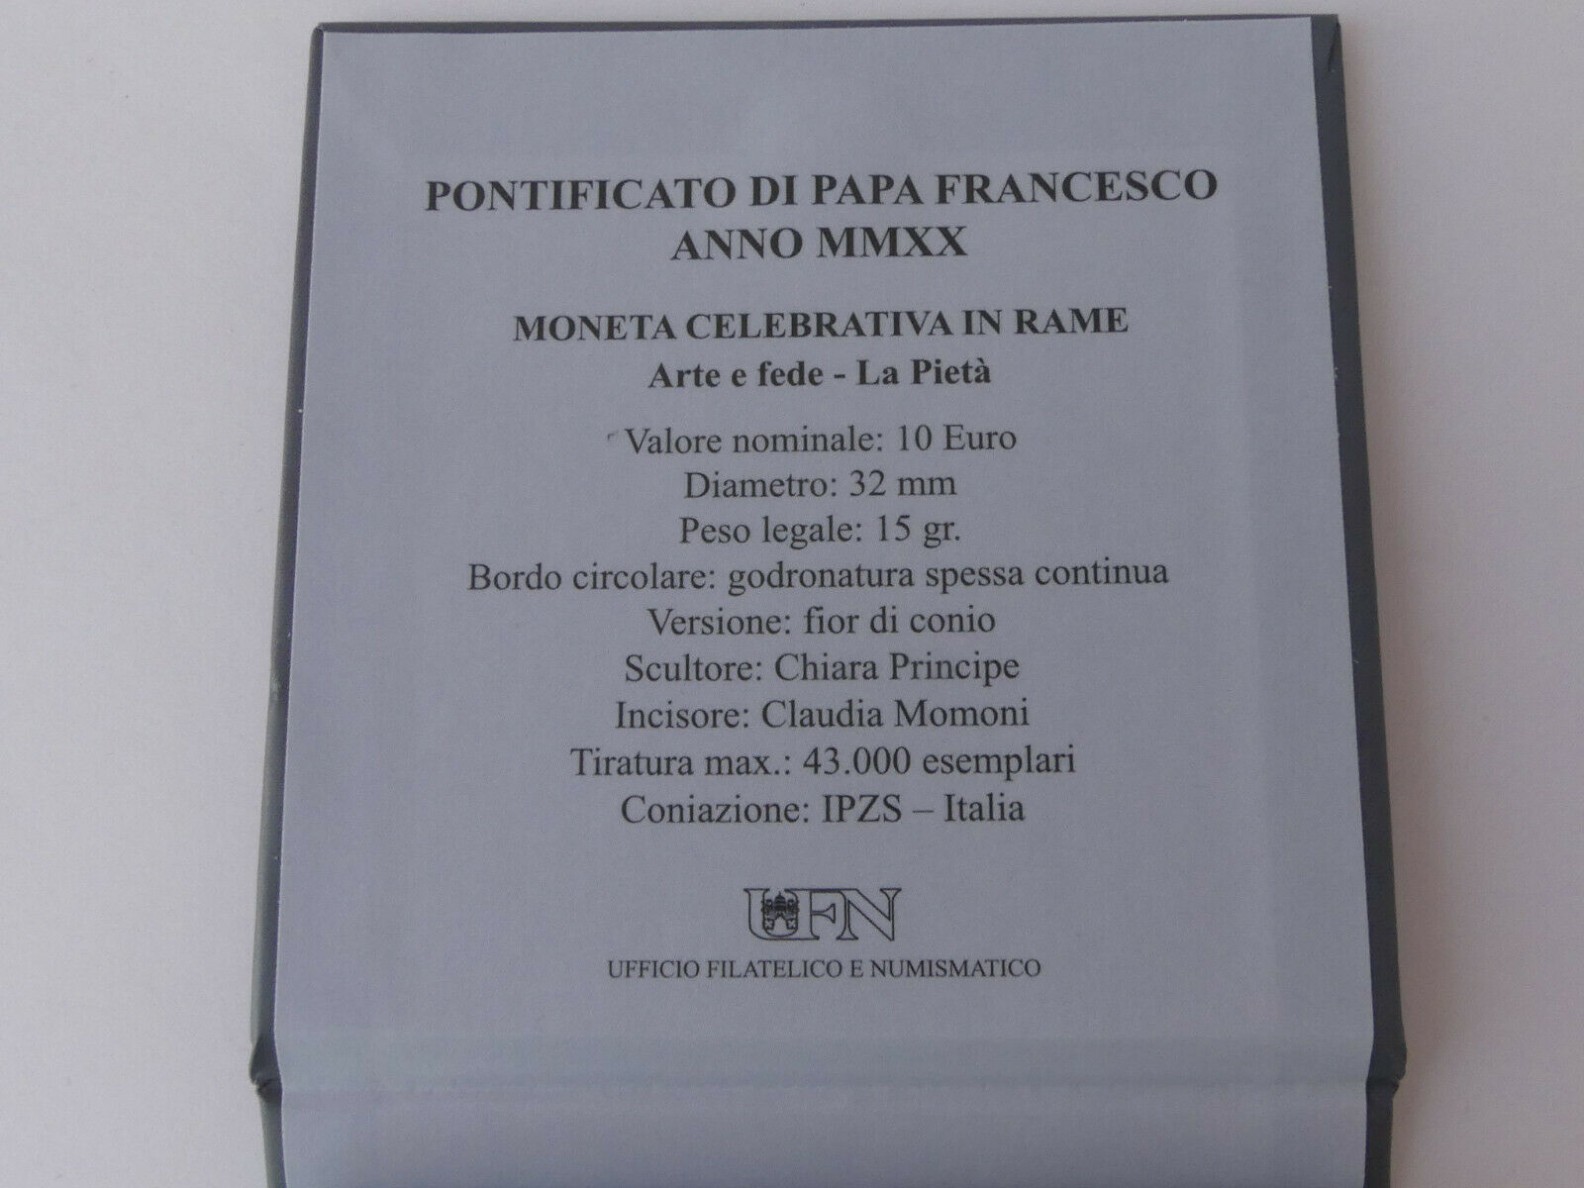 PONTIFICATO DI PAPA FRANCESCO
ANNO MMXX
MONETA CELEBRATIVA IN RAME
Arte e fede - La Pietà
Valore nominale: 10 Euro
Diametro: 32 mm
Peso legale: 15 gr.
Bordo circolare: godronatura spessa continua
Versione: fior di conio
Scultore: Chiara Principe
Incisore: Claudia Momoni
Tiratura max.: 43.000 esemplari
Coniazione: IPZS – Italia
UFN
UFFICIO FILATELICO E NUMISMATICO